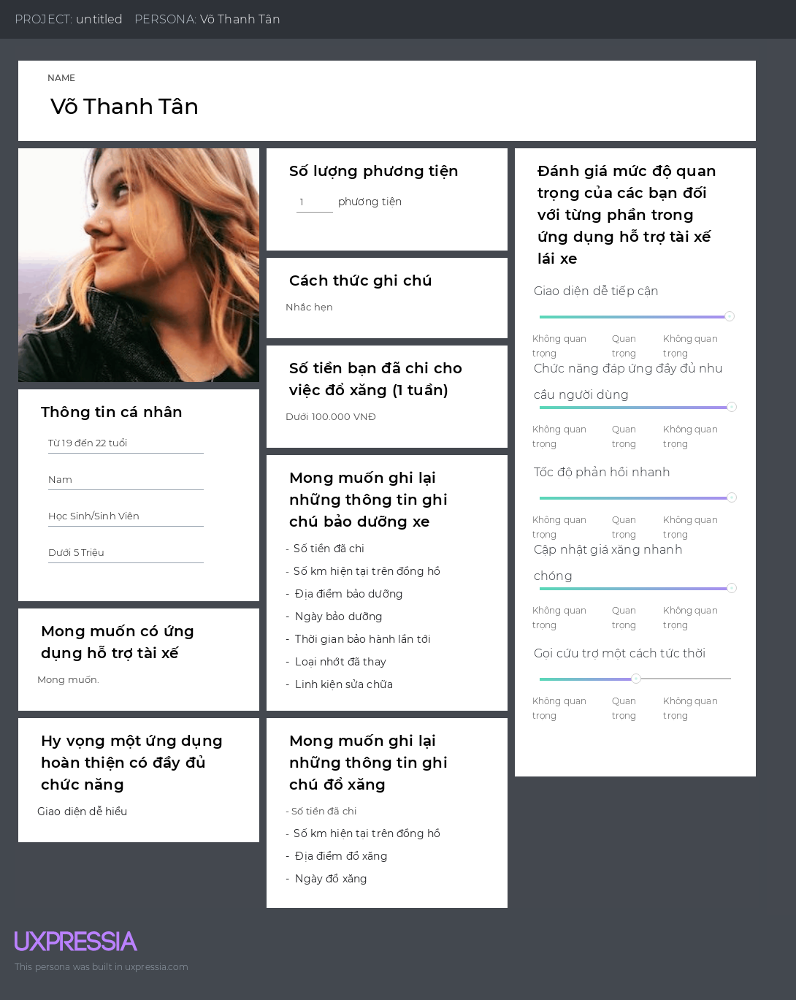 PROJECT: untitled PERSONA: Võ Thanh Tân
NAME
Võ Thanh Tân
Thông tin cá nhân
Từ 19 đến 22 tuổi
Nam
Học Sinh/Sinh Viên
Dưới 5 Triệu
Mong muốn có ứng
dụng hỗ trợ tài xế
Mong muốn.
Hy vọng một ứng dụng
hoàn thiện có đầy đủ
chức năng
Giao diện dễ hiểu
Số lượng phương tiện
1 phương tiện
Cách thức ghi chú
Nhắc hẹn
Số tiền bạn đã chi cho
việc đổ xăng (1 tuần)
Dưới 100.000 VNĐ
Mong muốn ghi lại
những thông tin ghi
chú bảo dưỡng xe
- Số tiền đã chi
- Số km hiện tại trên đồng hồ
- Địa điểm bảo dưỡng
- Ngày bảo dưỡng
- Thời gian bảo hành lần tới
- Loại nhớt đã thay
- Linh kiện sửa chữa
Mong muốn ghi lại
những thông tin ghi
chú đổ xăng
- Số tiền đã chi
- Số km hiện tại trên đồng hồ
- Địa điểm đổ xăng
- Ngày đổ xăng
Đánh giá mức độ quan
trọng của các bạn đối
với từng phần trong
ứng dụng hỗ trợ tài xế
lái xe
Giao diện dễ tiếp cận
Không quan Quan Không quan
trọng trọng trọng
Chức năng đáp ứng đầy đủ nhu
cầu người dùng
Không quan Quan Không quan
trọng trọng trọng
Tốc độ phản hồi nhanh
Không quan Quan Không quan
trọng trọng trọng
Cập nhật giá xăng nhanh
chóng
Không quan Quan Không quan
trọng trọng trọng
Gọi cứu trợ một cách tức thời
Không quan Quan Không quan
trọng trọng trọng
UXPRESSIA
This persona was built in uxpressia.com